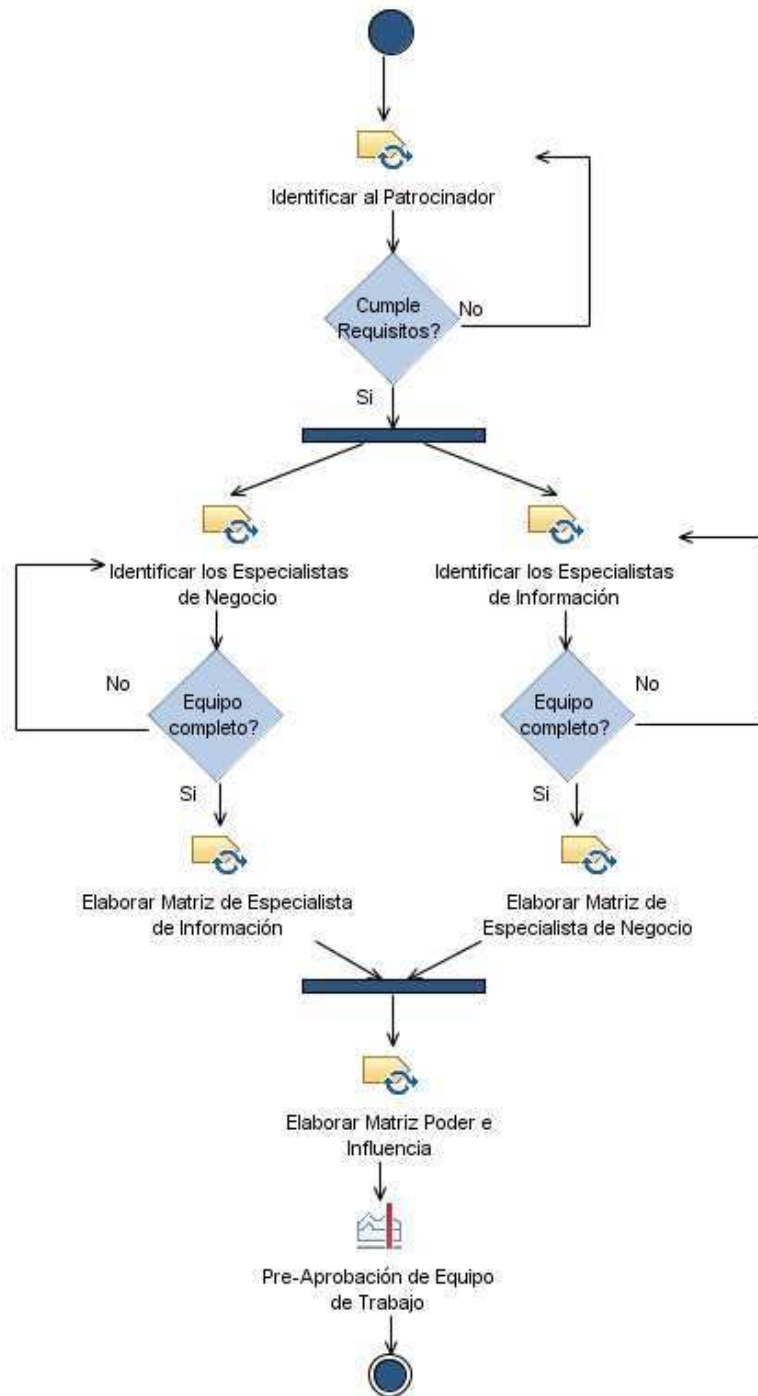 Identificar al Patrocinador
Cumple
Requisitos?
No
Si
Identificar los Especialistas
de Negocio
Identificar los Especialistas
de Información
No
Equipo
completo?
Si
Equipo
completo?
No
Si
Elaborar Matriz de Especialista
de Información
Elaborar Matriz de
Especialista de Negocio
Elaborar Matriz Poder e
Influencia
Pre-Aprobación de Equipo
de Trabajo